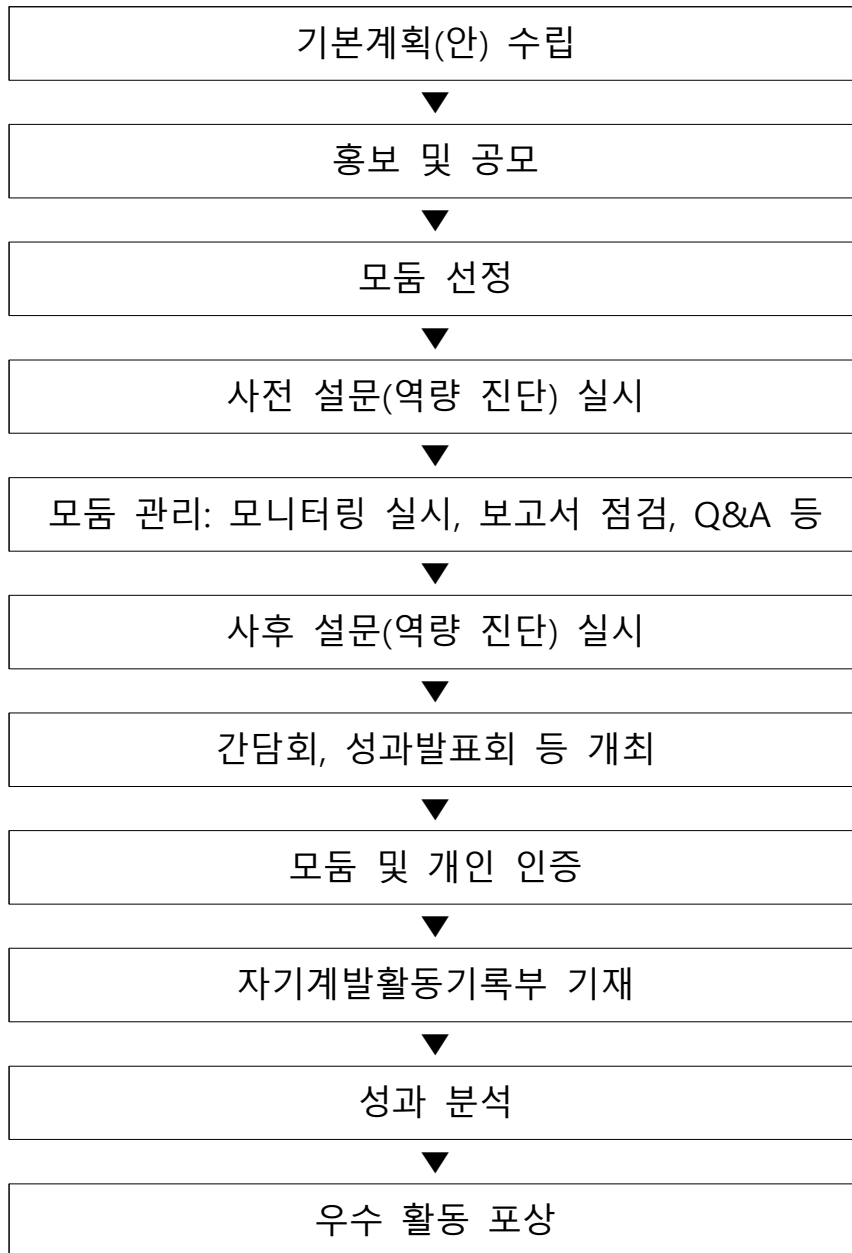 기본계획(안) 수립
▼
홍보 및 공모
▼
모둠 선정
▼
사전 설문(역량 진단) 실시
▼
모둠 관리: 모니터링 실시, 보고서 점검, Q&A 등
▼
사후 설문(역량 진단) 실시
▼
간담회, 성과발표회 등 개최
▼
모둠 및 개인 인증
▼
자기계발활동기록부 기재
▼
성과 분석
▼
우수 활동 포상